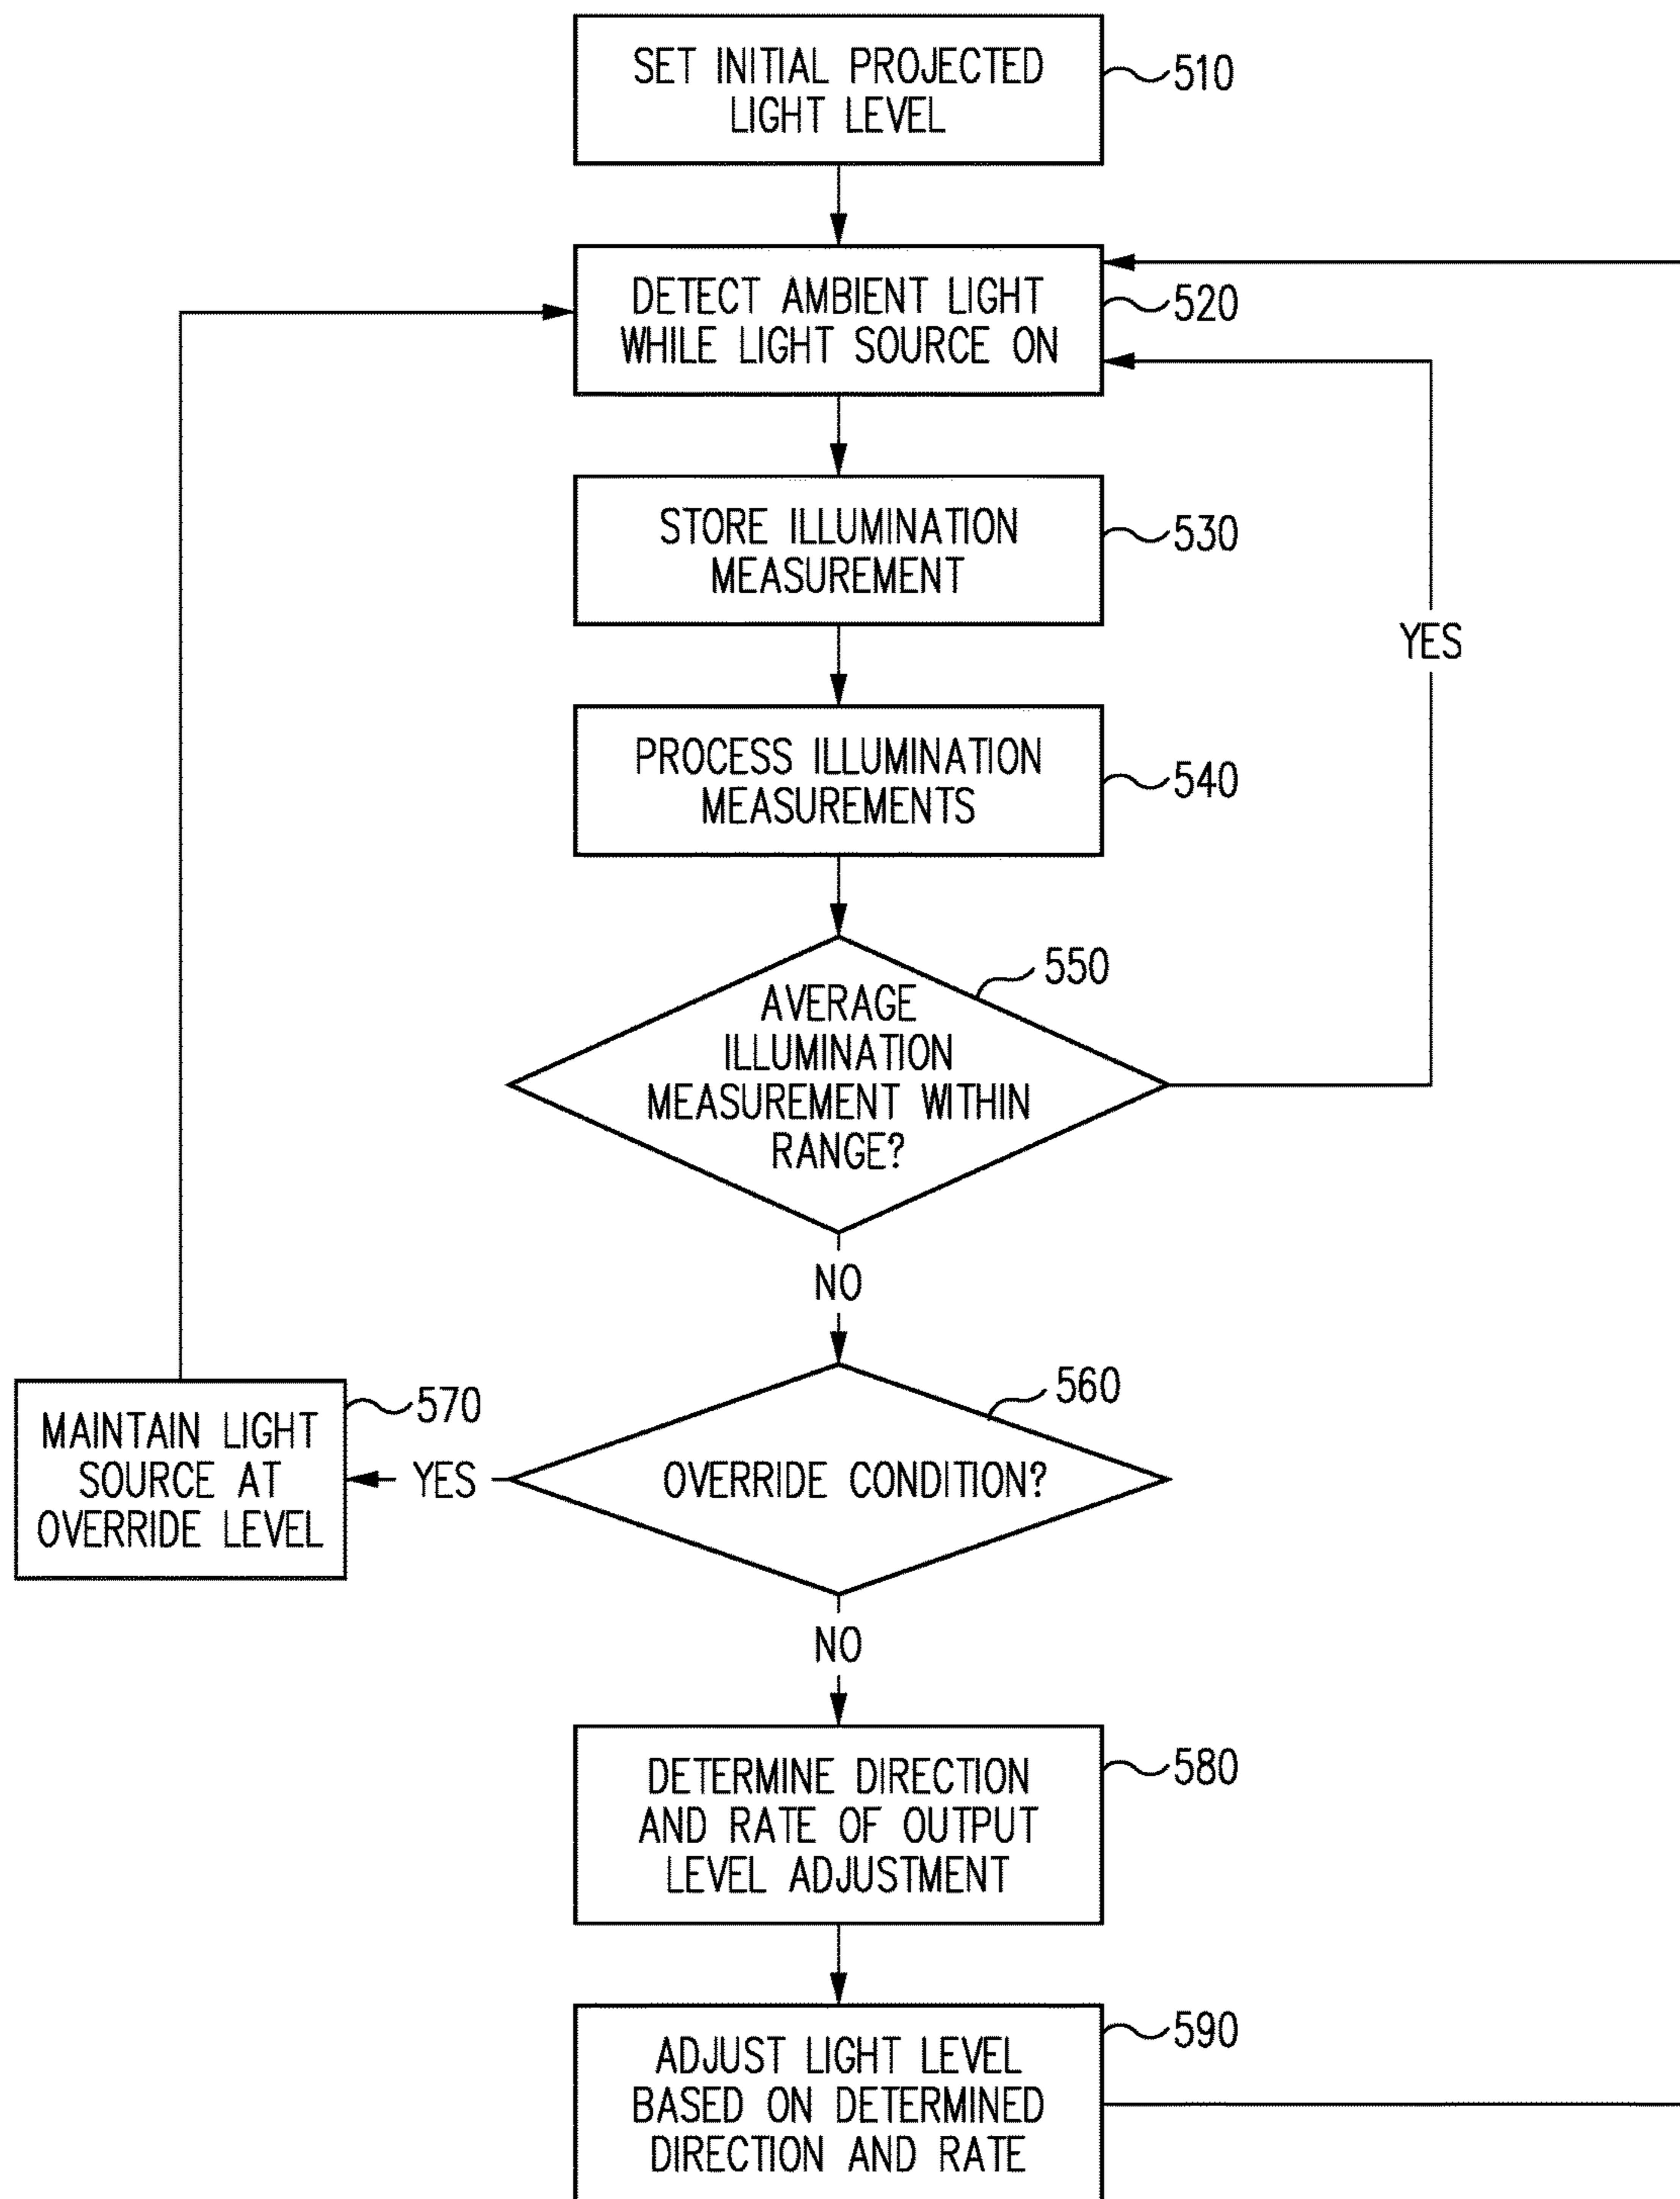 SET INITIAL PROJECTED
LIGHT LEVEL
510
DETECT AMBIENT LIGHT
WHILE LIGHT SOURCE ON
520
STORE ILLUMINATION
MEASUREMENT
530
YES
PROCESS ILLUMINATION
MEASUREMENTS
540
550
AVERAGE
ILLUMINATION
MEASUREMENT WITHIN
RANGE?
NO
560
OVERRIDE CONDITION?
YES
570
MAINTAIN LIGHT
SOURCE AT
OVERRIDE LEVEL
NO
DETERMINE DIRECTION
AND RATE OF OUTPUT
LEVEL ADJUSTMENT
580
ADJUST LIGHT LEVEL
BASED ON DETERMINED
DIRECTION AND RATE
590